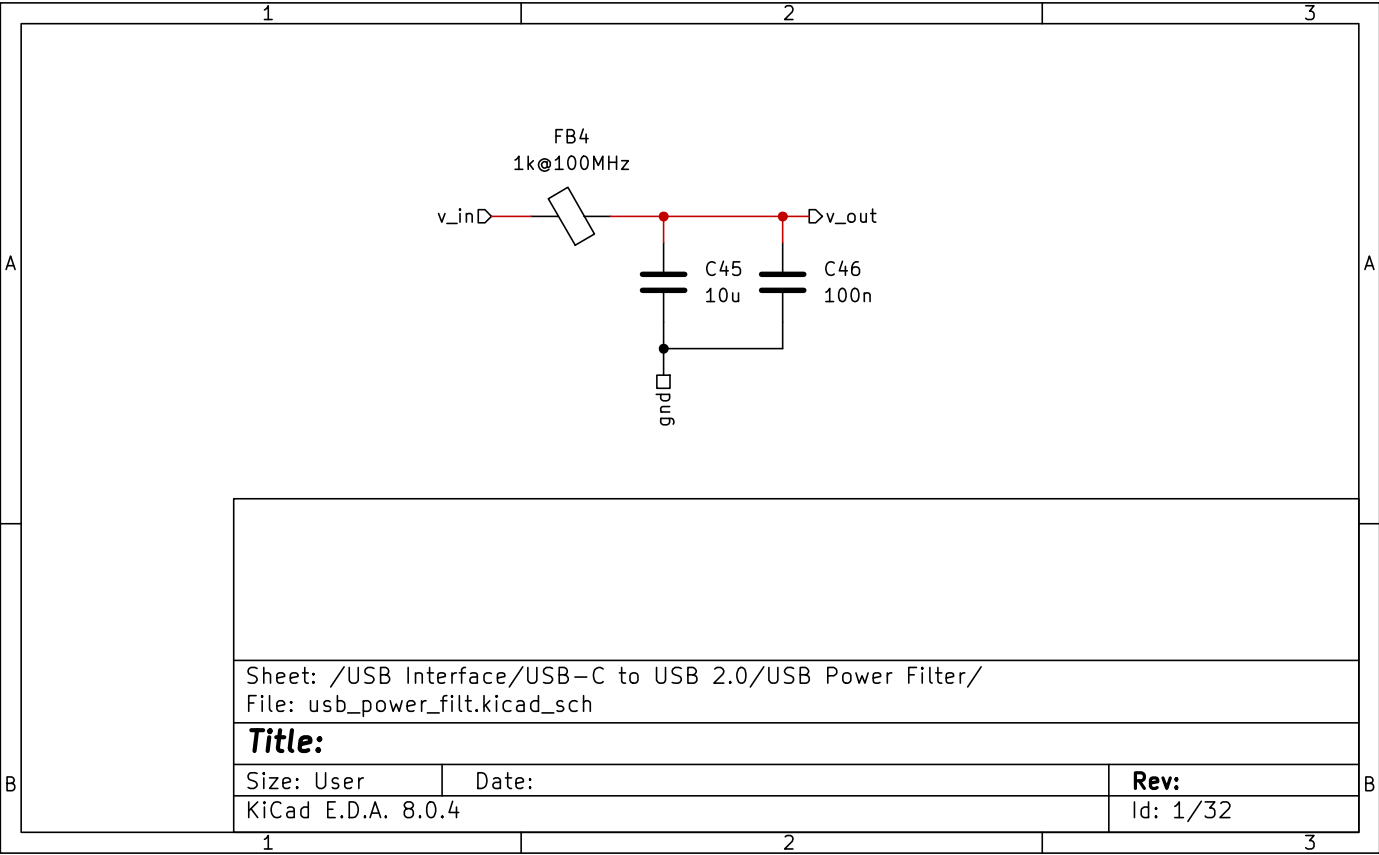 1 2 3
FB4
1k@100MHz
v_in
v_out
A
A
C45
10u
C46
100n
gnd
Sheet: /USB Interface/USB-C to USB 2.0/USB Power Filter/
File: usb_power_filt.kicad_sch
Title:
Size: User Date: Rev:
B
B
KiCad E.D.A. 8.0.4 Id: 1/32
1 2 3